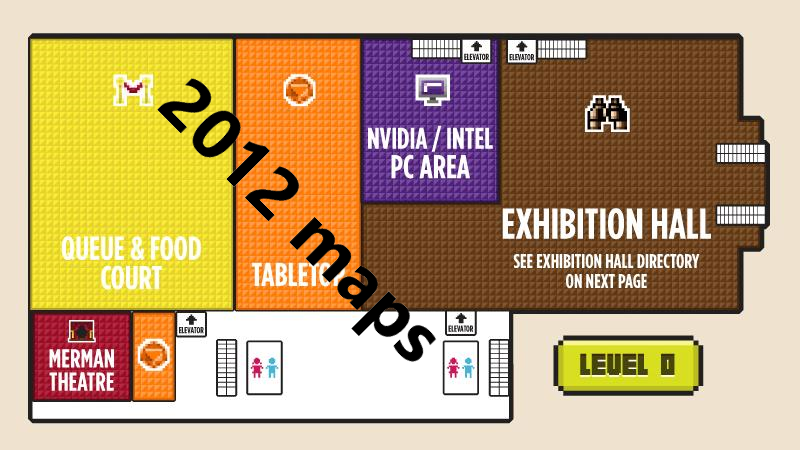 ELEVATOR
ELEVATOR
NVIDIA / INTEL
PC AREA
QUEUE & FOOD
COURT
TABLETOP
EXHIBITION HALL
SEE EXHIBITION HALL DIRECTORY
ON NEXT PAGE
2012 maps
MERMAN
THEATRE
ELEVATOR
ELEVATOR
LEVEL 0